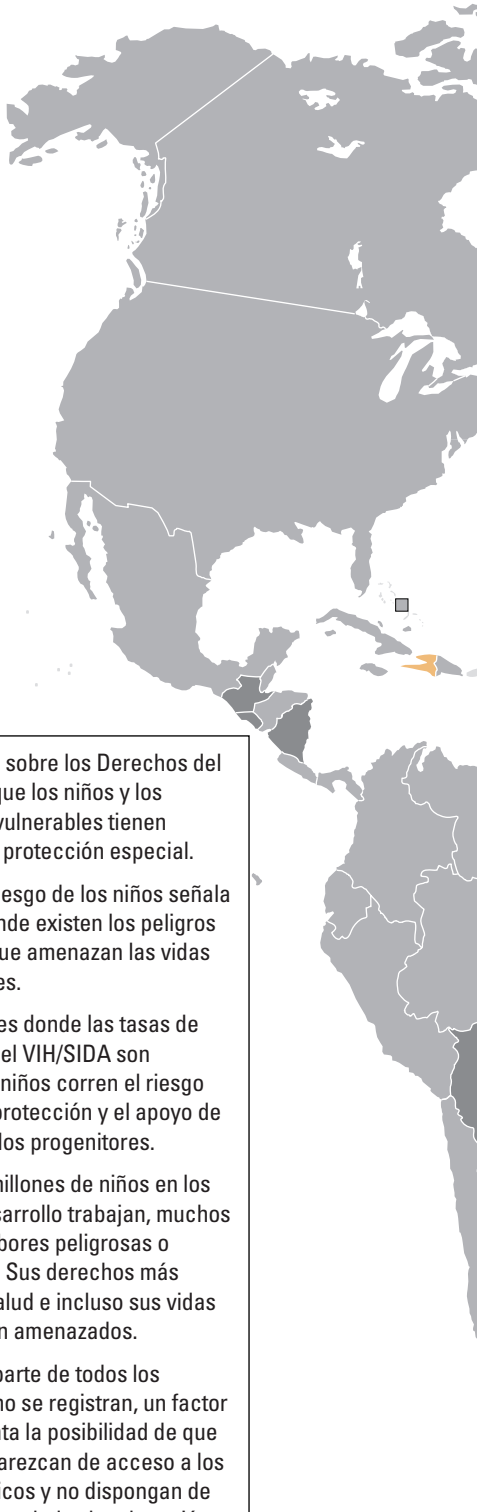 sobre los Derechos del
que los niños y los
vulnerables tienen
protección especial.
riesgo de los niños señala
nde existen los peligros
que amenazan las vidas
es.
es donde las tasas de
el VIH/SIDA son
niños corren el riesgo
protección y el apoyo de
los progenitores.
millones de niños en los
sarrollo trabajan, muchos
bores peligrosas o
Sus derechos más
alud e incluso sus vidas
n amenazados.
parte de todos los
no se registran, un factor
nta la posibilidad de que
arezcan de acceso a los
icos y no dispongan de